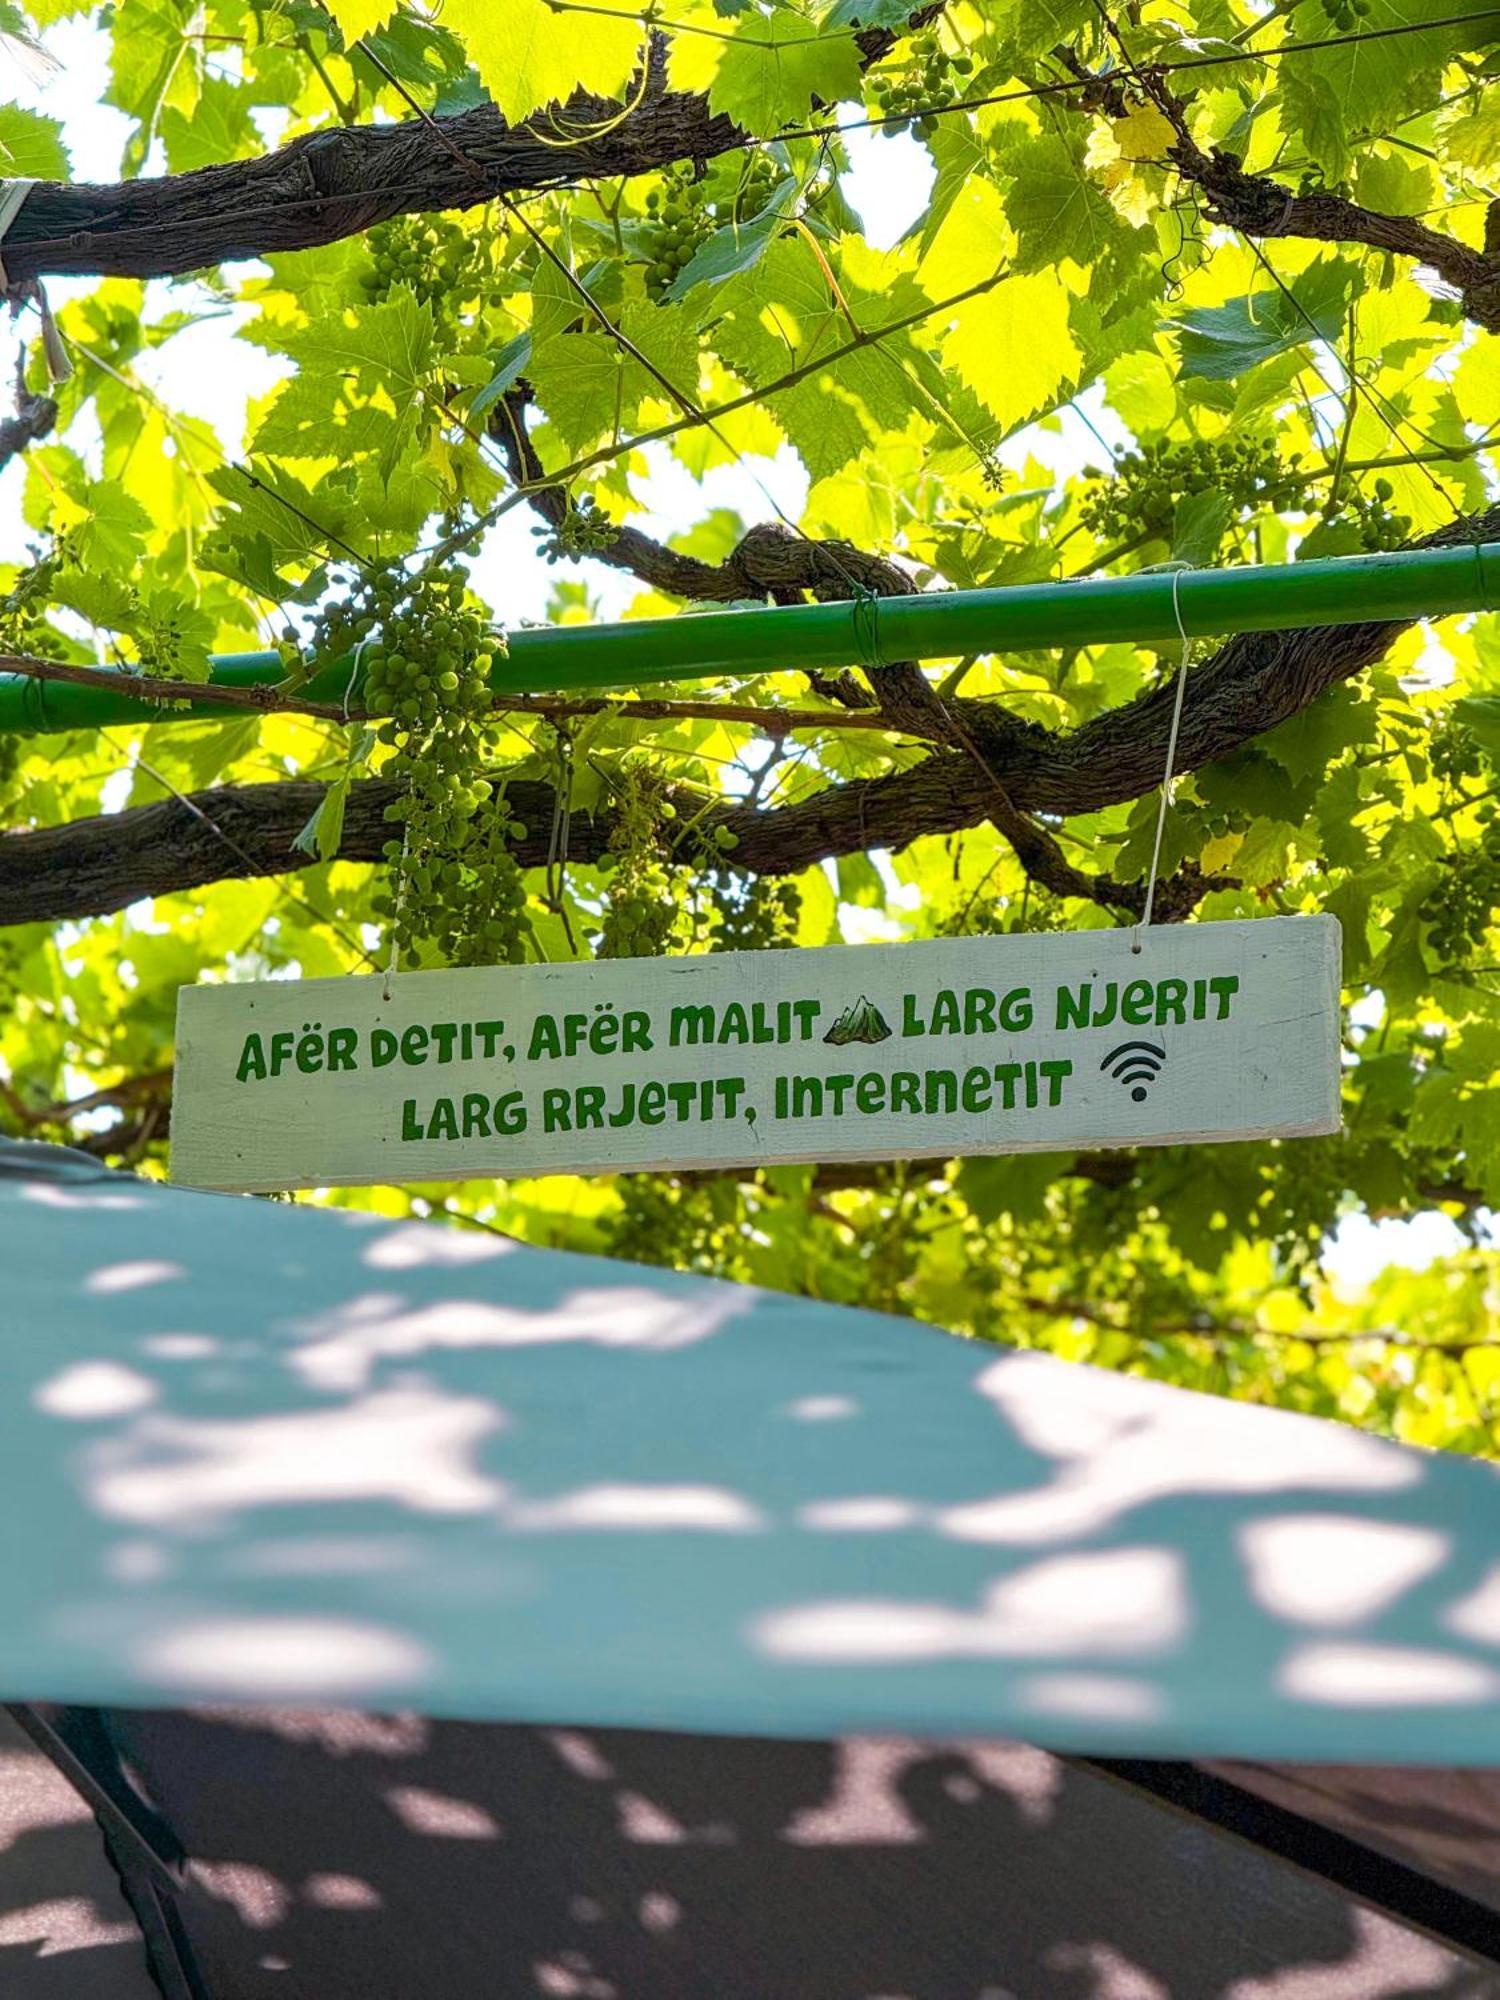 AFËR DETIT, AFËR MALIT LARG NJERIT
LARG RRJETIT, INTERNETIT